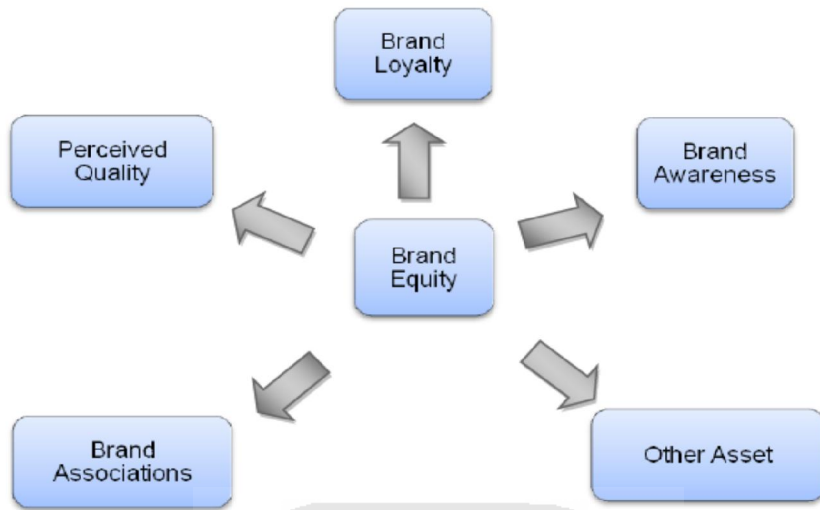 Brand
Loyalty
Perceived
Quality
Brand
Awareness
Brand
Equity
Brand
Associations
Other Asset